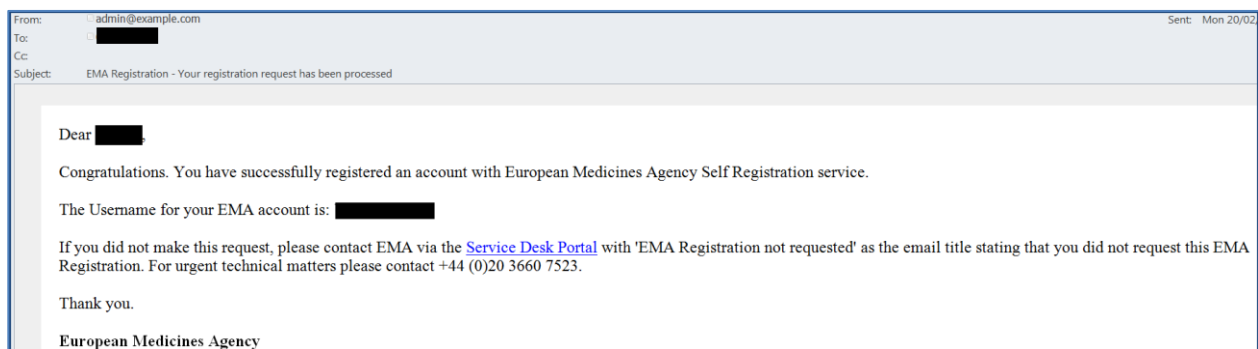 From: admin@example.com Sent: Mon 20/02,
To:
Cc:
Subject: EMA Registration - Your registration request has been processed
Dear ,
Congratulations. You have successfully registered an account with European Medicines Agency Self Registration service.
The Username for your EMA account is:
If you did not make this request, please contact EMA via the Service Desk Portal with 'EMA Registration not requested' as the email title stating that you did not request this EMA
Registration. For urgent technical matters please contact +44 (0)20 3660 7523.
Thank you.
European Medicines Agency